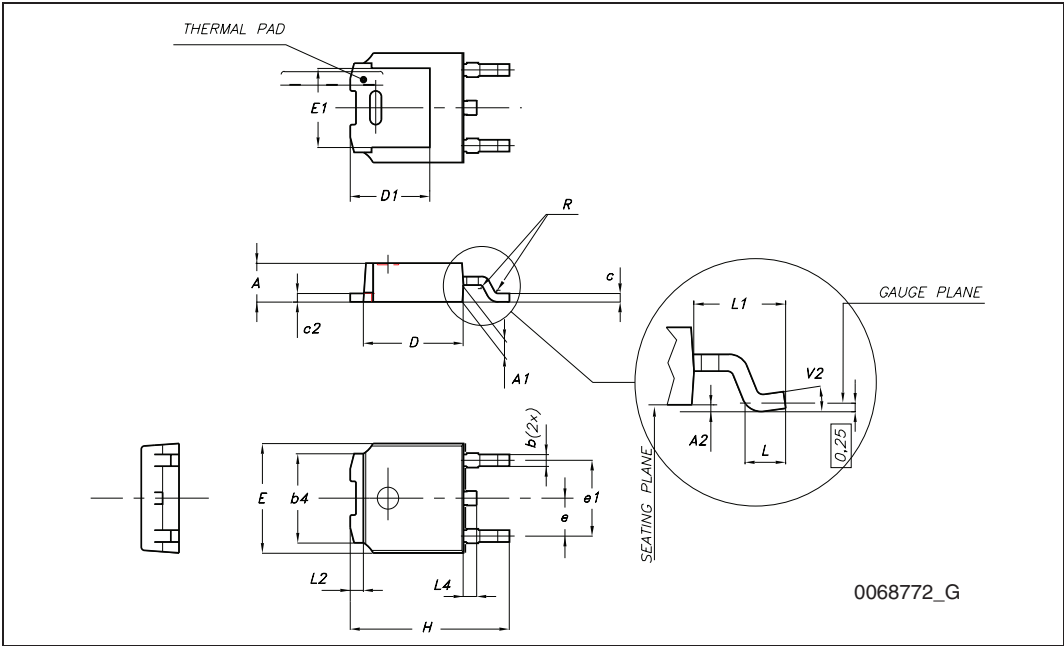 THERMAL PAD
E1
D1
R
A
c2
D
A1
c
L1
GAUGE PLANE
V2
A2
L
0,25
SEATING PLANE
b(2x)
E
b4
e
e1
L2
L4
H
0068772_G